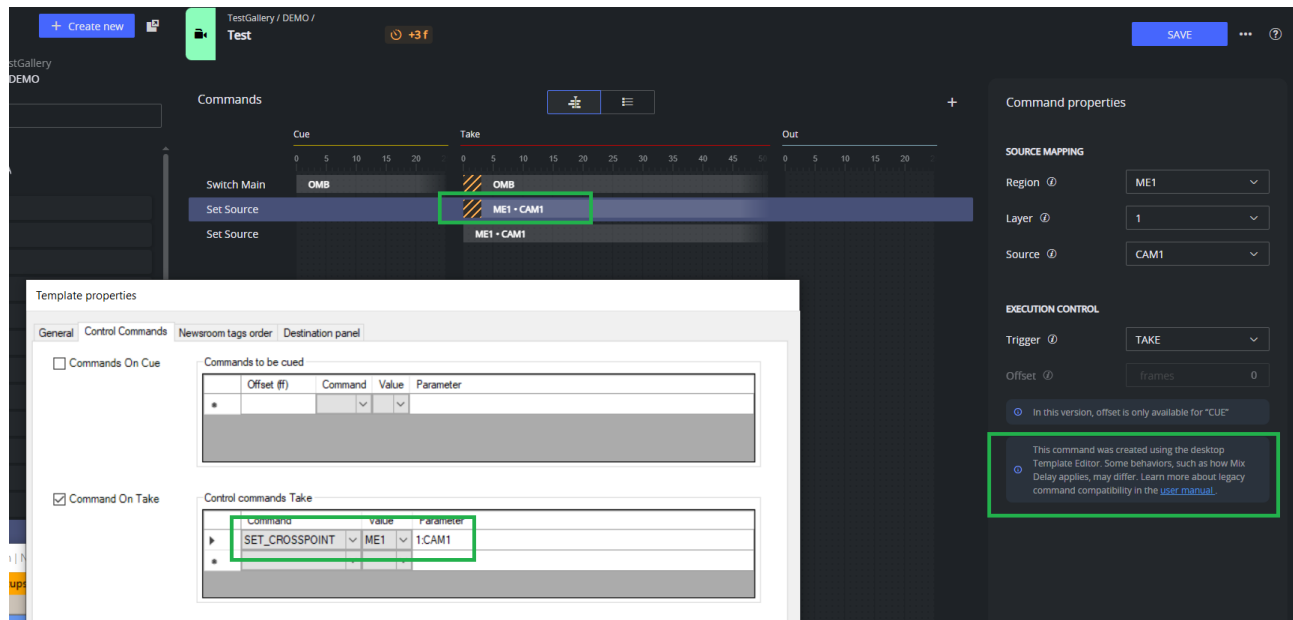 + Create new
TestGallery / DEMO /
Test
+3 f
SAVE
stGallery
DEMO
Commands
+
Command properties
Cue
Take
Out
0 5 10 15 20
0 5 10 15 20 25 30 35 40 45 50
0 5 10 15 20
SOURCE MAPPING
Switch Main
OMB
OMB
Region
ME1
Set Source
ME1 • CAM1
Layer
1
Set Source
ME1 • CAM1
Source
CAM1
EXECUTION CONTROL
Trigger
TAKE
Offset
frames
0
In this version, offset is only available for "CUE"
This command was created using the desktop
Template Editor. Some behaviors, such as how Mix
Delay applies, may differ. Learn more about legacy
command compatibility in the user manual.
Template properties
General
Control Commands
Newsroom tags order
Destination panel
Commands On Cue
Commands to be cued
Offset (ff)
Command
Value
Parameter
Command On Take
Control commands Take
Command
Value
Parameter
SET_CROSSPOINT
ME1
1:CAM1
ups